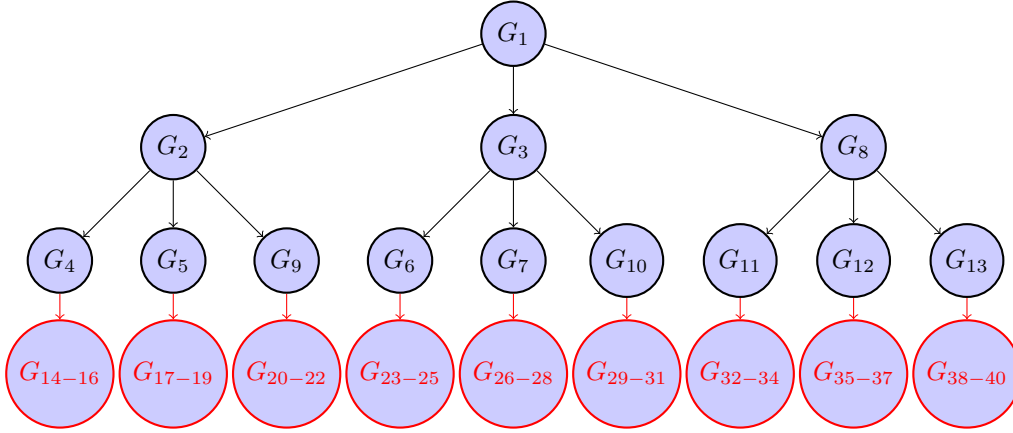 G₁
G₂ G₃ G₈
G₄ G₅ G₉ G₆ G₇ G₁₀ G₁₁ G₁₂ G₁₃
G₁₄₋₁₆ G₁₇₋₁₉ G₂₀₋₂₂ G₂₃₋₂₅ G₂₆₋₂₈ G₂₉₋₃₁ G₃₂₋₃₄ G₃₅₋₃₇ G₃₈₋₄₀